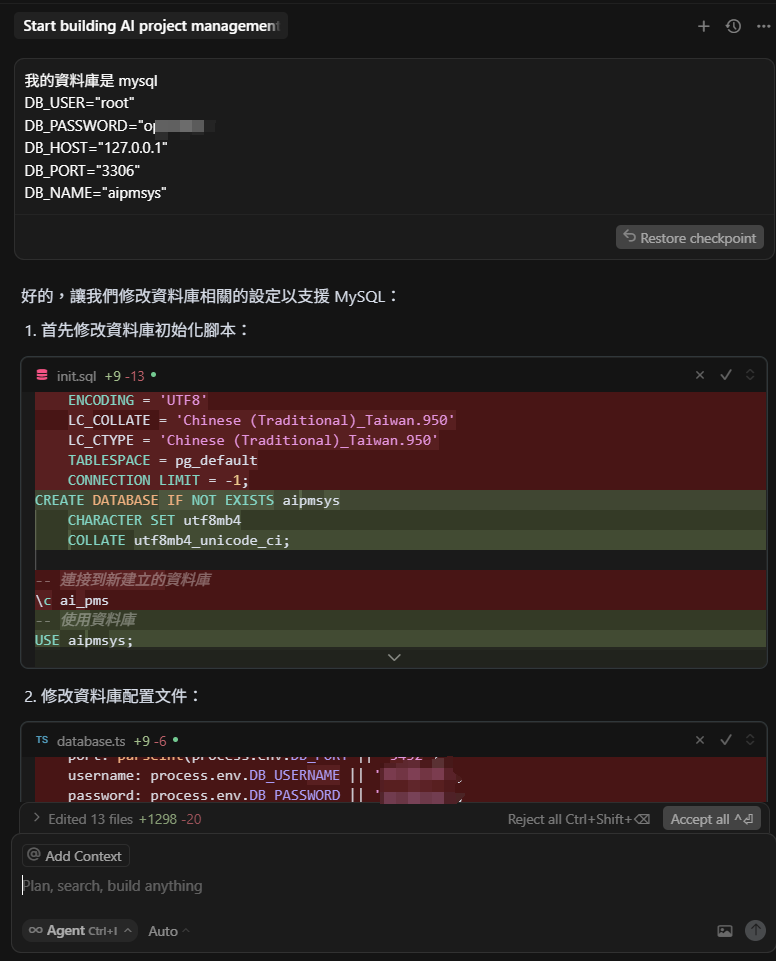 Start building AI project management
我的資料庫是 mysql
DB_USER="root"
DB_PASSWORD="op
DB_HOST="127.0.0.1"
DB_PORT="3306"
DB_NAME="aipmsys"
Restore checkpoint
好的，讓我們修改資料庫相關的設定以支援 MySQL：
1. 首先修改資料庫初始化腳本：
init.sql +9 -13
ENCODING = 'UTF8'
LC_COLLATE = 'Chinese (Traditional)_Taiwan.950'
LC_CTYPE = 'Chinese (Traditional)_Taiwan.950'
TABLESPACE = pg_default
CONNECTION LIMIT = -1;
CREATE DATABASE IF NOT EXISTS aipmsys
CHARACTER SET utf8mb4
COLLATE utf8mb4_unicode_ci;
-- 連接到新建立的資料庫
\c ai_pms
-- 使用資料庫
USE aipmsys;
2. 修改資料庫配置文件：
TS database.ts +9 -6
port: parseInt(process.env.DB_PORT || '5432'),
username: process.env.DB_USERNAME || '
password: process.env.DB_PASSWORD || '
Edited 13 files +1298 -20 Reject all Ctrl+Shift+⌫ Accept all ^⏎
@ Add Context
Plan, search, build anything
∞ Agent Ctrl+I Auto